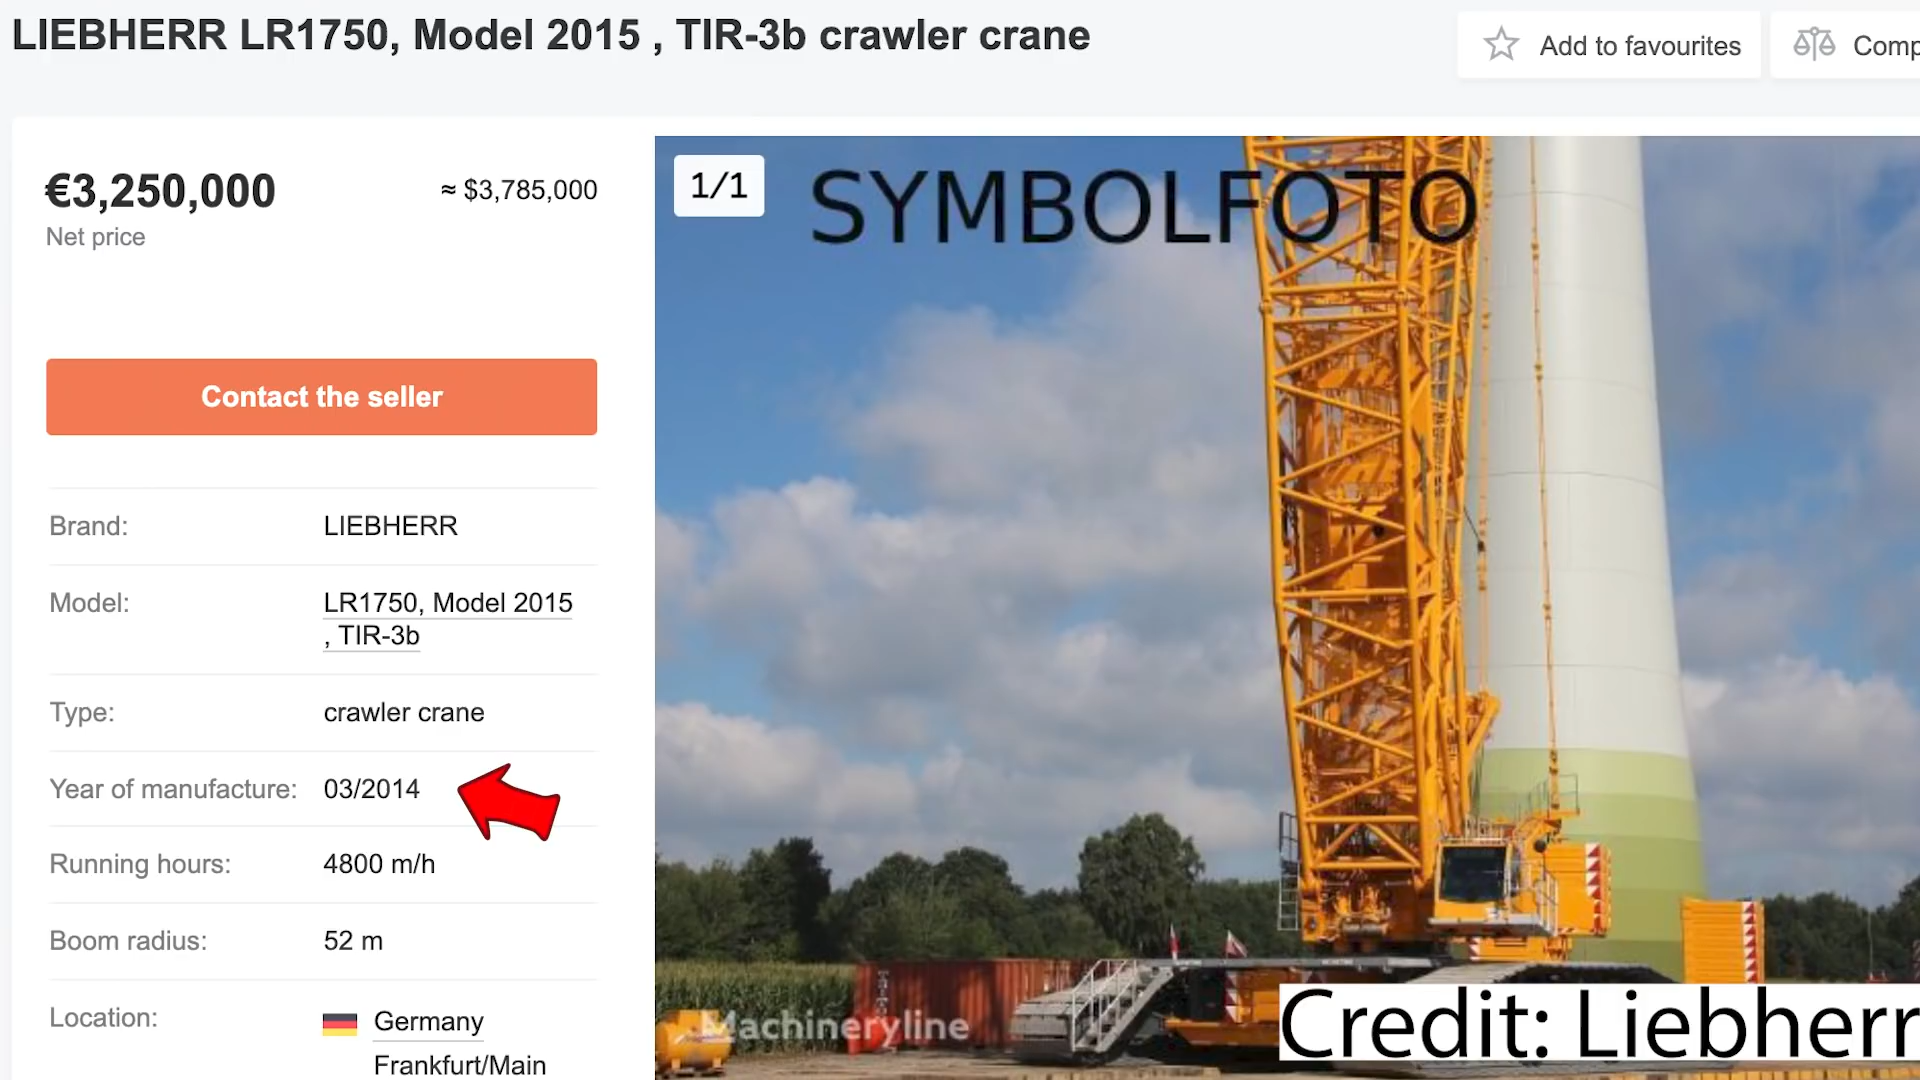 LIEBHERR LR1750, Model 2015 , TIR-3b crawler crane
Add to favourites
Comp
€3,250,000
≈ $3,785,000
Net price
1/1
SYMBOLFOTO
Contact the seller
Brand: LIEBHERR
Model: LR1750, Model 2015
, TIR-3b
Type: crawler crane
Year of manufacture: 03/2014
Running hours: 4800 m/h
Boom radius: 52 m
Location: Germany
Frankfurt/Main
Machineryline
Credit: Liebherr